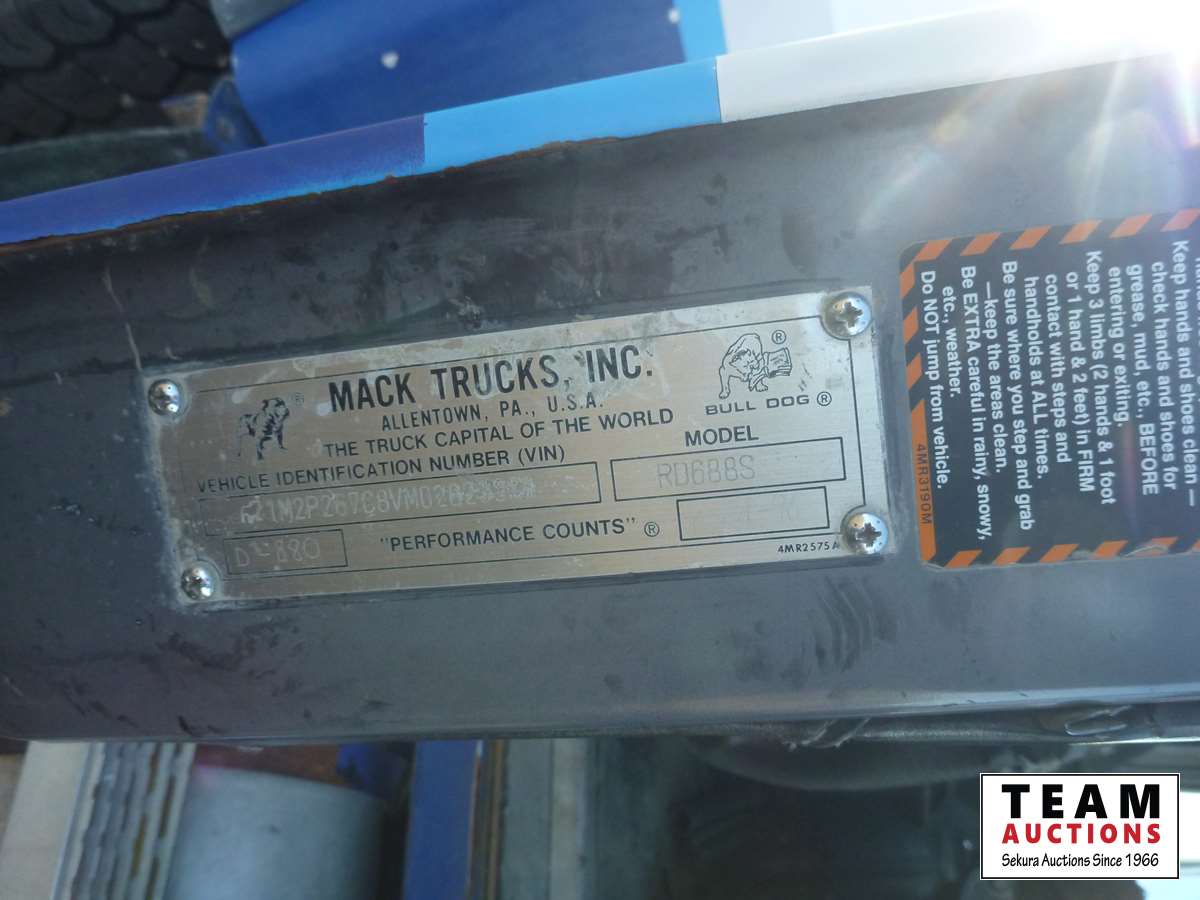 MACK TRUCKS, INC.
ALLENTOWN, PA., U.S.A.
THE TRUCK CAPITAL OF THE WORLD
BULL DOG ®
VEHICLE IDENTIFICATION NUMBER (VIN)
MODEL
RD688S
"PERFORMANCE COUNTS" ®
4MR2575A
Keep hands and shoes clean—
check hands and shoes for
grease, mud, etc., BEFORE
entering or exiting.
Keep 3 limbs (2 hands & 1 foot
or 1 hand & 2 feet) in FIRM
contact with steps and
handholds at ALL times.
Be sure where you step and grab
—keep the areas clean.
Be EXTRA careful in rainy, snowy,
etc., weather.
Do NOT jump from vehicle.
4MR3190M
TEAM
AUCTIONS
Sekura Auctions Since 1966